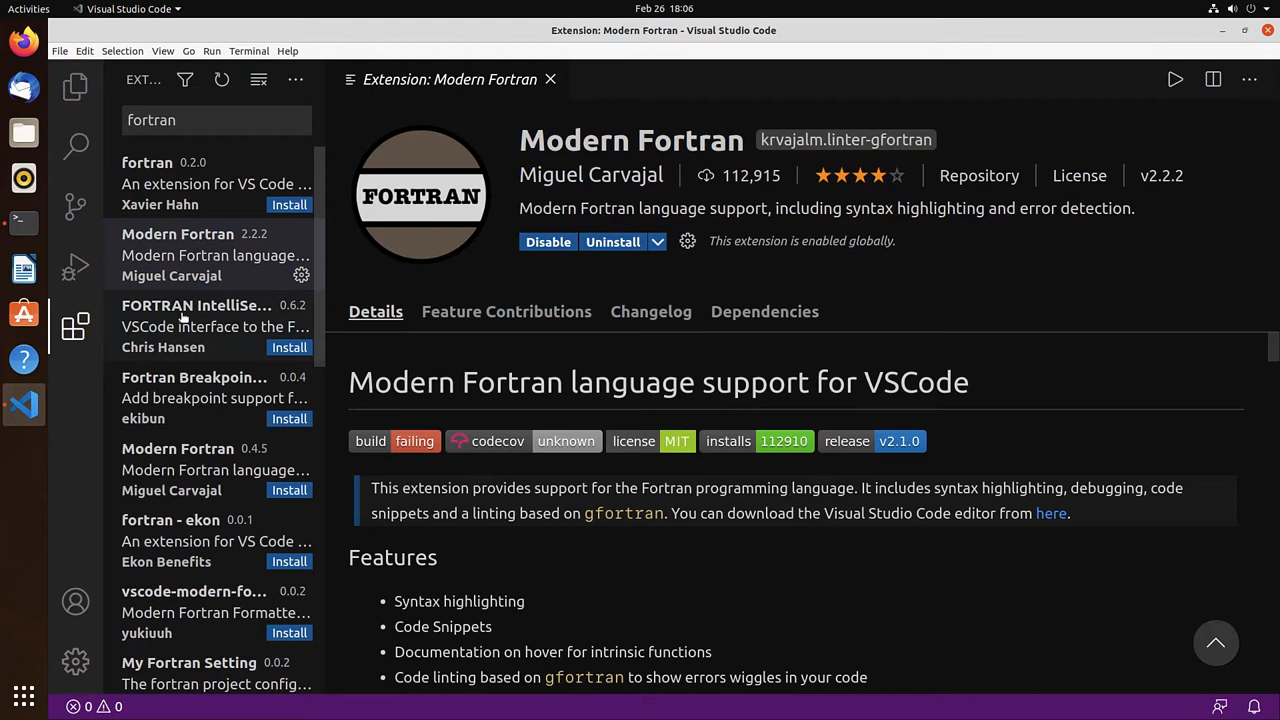 Activities
Visual Studio Code
Feb 26 18:06
Extension: Modern Fortran - Visual Studio Code
File Edit Selection View Go Run Terminal Help
EXT...
Extension: Modern Fortran
fortran
fortran 0.2.0
An extension for VS Code ...
Xavier Hahn Install
Modern Fortran 2.2.2
Modern Fortran language...
Miguel Carvajal
FORTRAN IntelliSe... 0.6.2
VSCode interface to the F...
Chris Hansen Install
Fortran Breakpoin... 0.0.4
Add breakpoint support f...
ekibun Install
Modern Fortran 0.4.5
Modern Fortran language...
Miguel Carvajal Install
fortran - ekon 0.0.1
An extension for VS Code ...
Ekon Benefits Install
vscode-modern-fo... 0.0.2
Modern Fortran Formatte...
yukiuuh Install
My Fortran Setting 0.0.2
The fortran project config...
FORTRAN
Modern Fortran krvajalm.linter-gfortran
Miguel Carvajal 112,915 Repository License v2.2.2
Modern Fortran language support, including syntax highlighting and error detection.
Disable Uninstall This extension is enabled globally.
Details Feature Contributions Changelog Dependencies
Modern Fortran language support for VSCode
build failing codecov unknown license MIT installs 112910 release v2.1.0
This extension provides support for the Fortran programming language. It includes syntax highlighting, debugging, code
snippets and a linting based on gfortran. You can download the Visual Studio Code editor from here.
Features
• Syntax highlighting
• Code Snippets
• Documentation on hover for intrinsic functions
• Code linting based on gfortran to show errors wiggles in your code
0 0